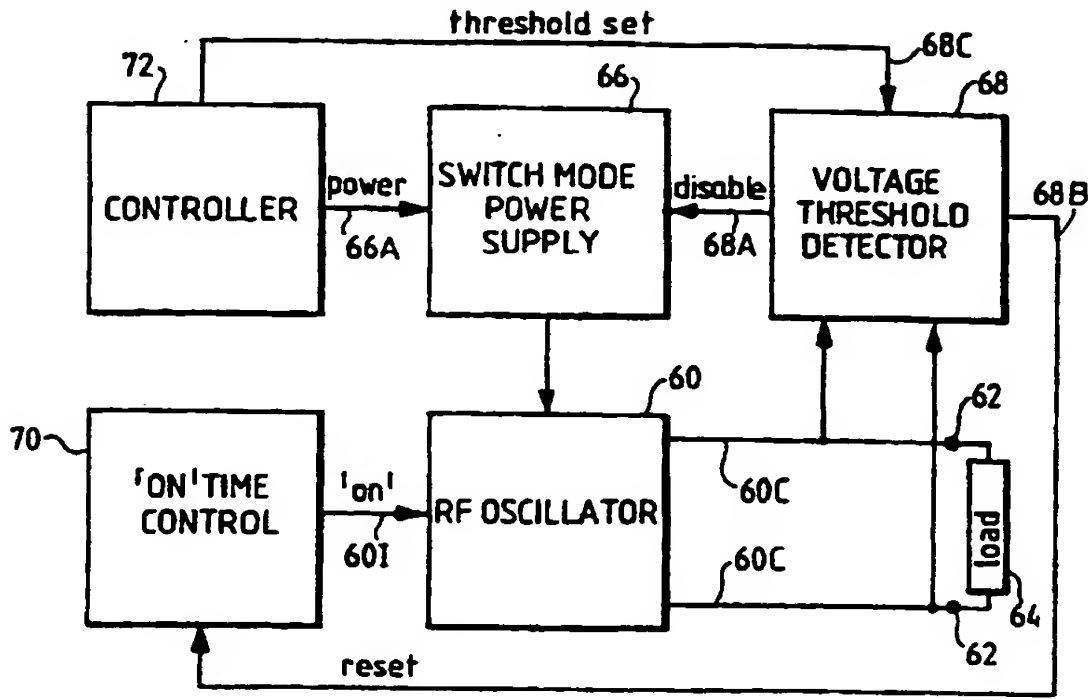 threshold set
72
66
68C
68
CONTROLLER
power
66A
SWITCH MODE
POWER
SUPPLY
disable
68A
VOLTAGE
THRESHOLD
DETECTOR
68B
70
'ON' TIME
CONTROL
'on'
60I
60
RF OSCILLATOR
60C
60C
62
load
64
62
reset